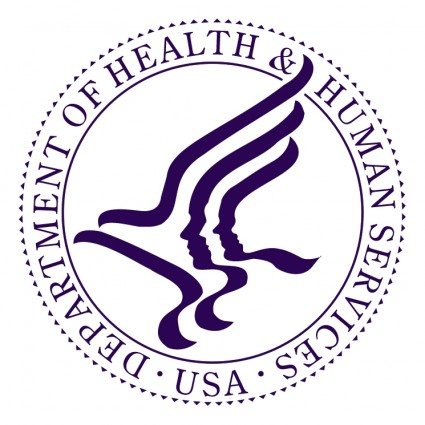 DEPARTMENT OF HEALTH & HUMAN SERVICES · USA ·